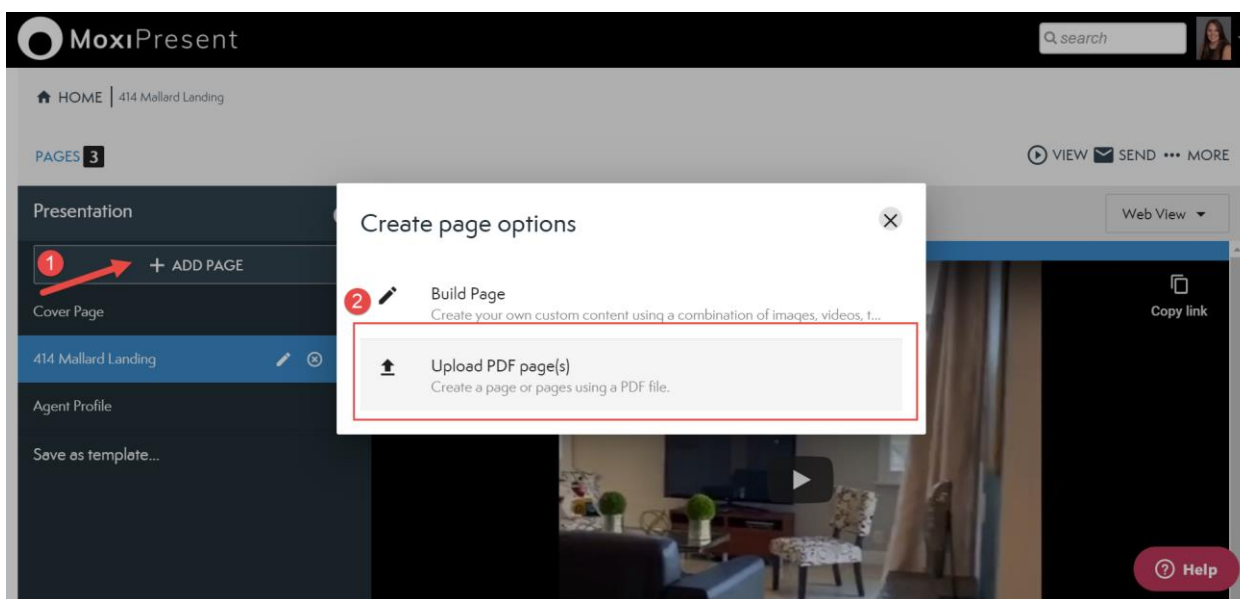 MoxiPresent
search
HOME | 414 Mallard Landing
PAGES 3
VIEW SEND ••• MORE
Presentation
Web View
Create page options
1
+ ADD PAGE
2
Build Page
Create your own custom content using a combination of images, videos, t...
Cover Page
Copy link
414 Mallard Landing
Upload PDF page(s)
Create a page or pages using a PDF file.
Agent Profile
Save as template...
? Help